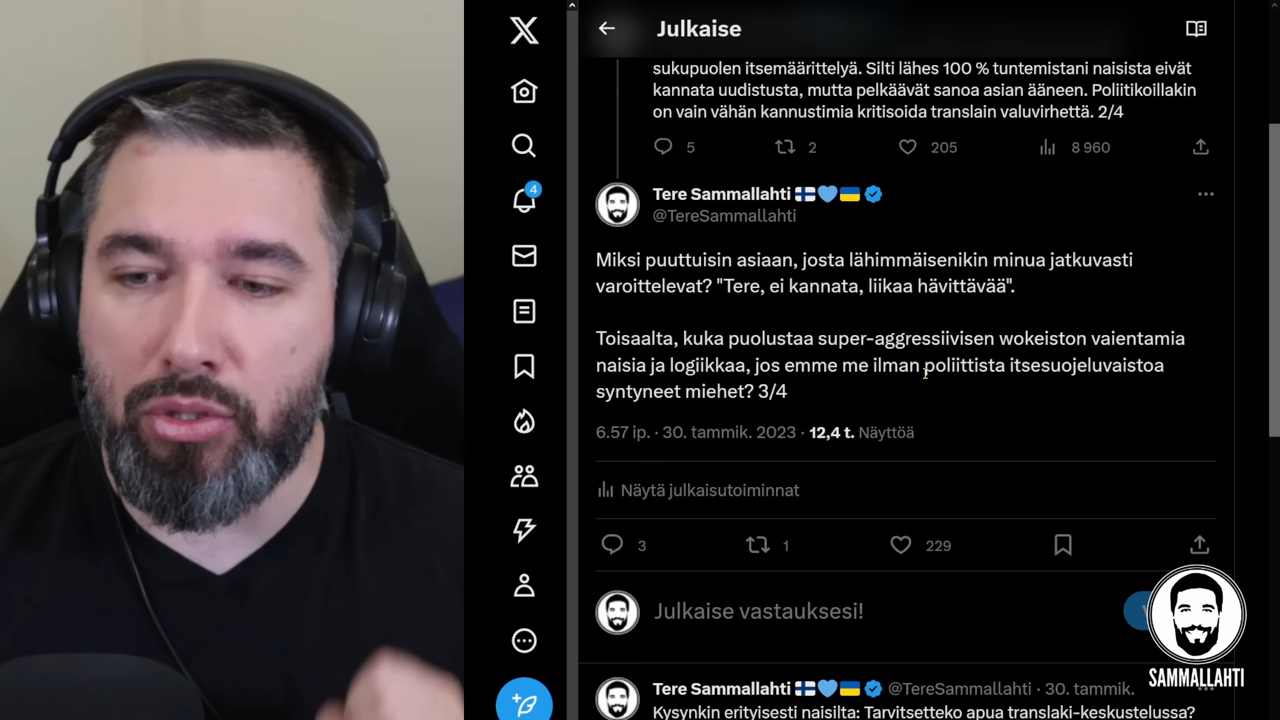 Julkaise
sukupuolen itsemäärittelyä. Silti lähes 100 % tuntemistani naisista eivät
kannata uudistusta, mutta pelkäävät sanoa asian ääneen. Poliitikoillakin
on vain vähän kannustimia kritisoida translain valuvirhettä. 2/4
5 2 205 8 960
4
Tere Sammallahti
@TereSammallahti
Miksi puuttuisin asiaan, josta lähimmäisenikin minua jatkuvasti
varoittelevat? "Tere, ei kannata, liikaa hävittävää".
Toisaalta, kuka puolustaa super-aggressiivisen wokeiston vaientamia
naisia ja logiikkaa, jos emme me ilman poliittista itsesuojeluvaistoa
syntyneet miehet? 3/4
6.57 ip. · 30. tammik. 2023 · 12,4 t. Näyttöä
Näytä julkaisutoiminnat
3 1 229
Julkaise vastauksesi!
SAMMALLAHTI
Tere Sammallahti @TereSammallahti · 30. tammik.
Kysynkin erityisesti naisilta: Tarvitsetteko apua translaki-keskustelussa?